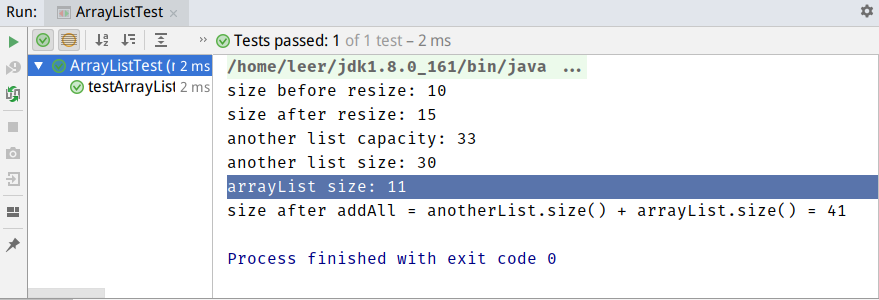 Run: ArrayListTest
Tests passed: 1 of 1 test – 2 ms
ArrayListTest ( 2 ms
testArrayList 2 ms
/home/leer/jdk1.8.0_161/bin/java ...
size before resize: 10
size after resize: 15
another list capacity: 33
another list size: 30
arrayList size: 11
size after addAll = anotherList.size() + arrayList.size() = 41
Process finished with exit code 0